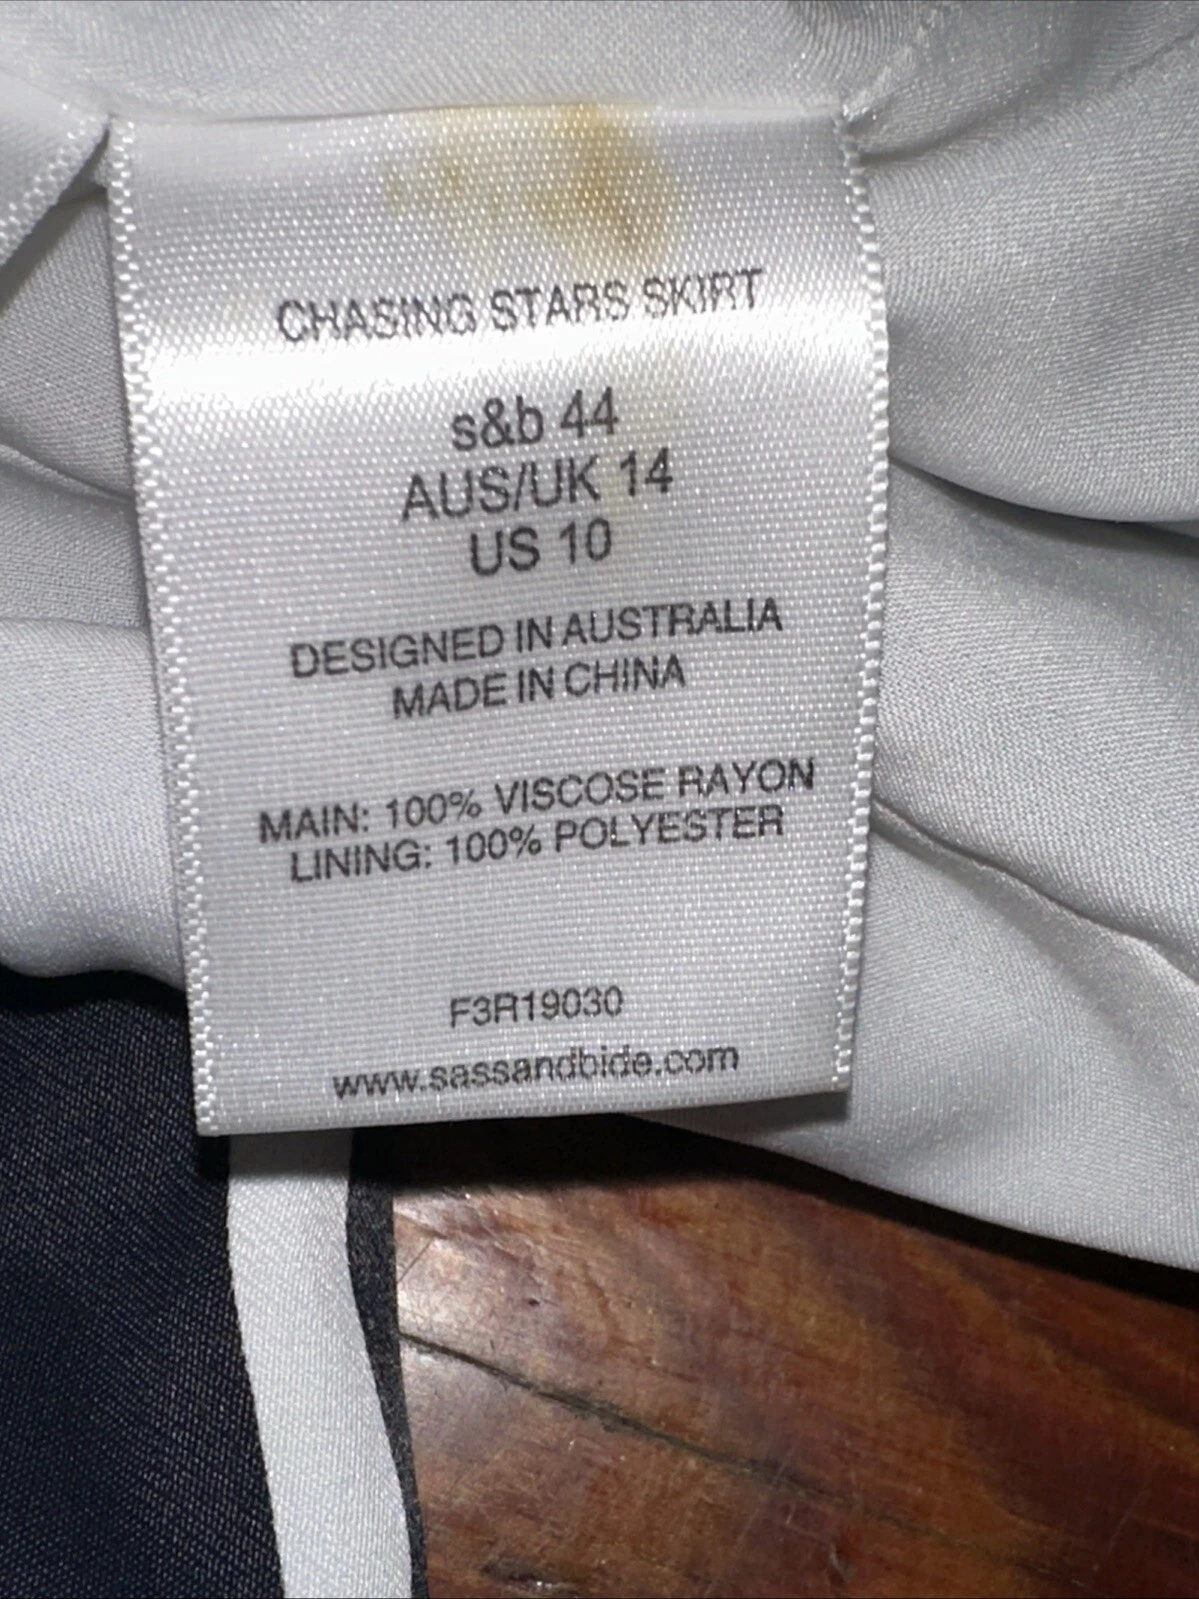 CHASING STARS SKIRT
s&b 44
AUS/UK 14
US 10
DESIGNED IN AUSTRALIA
MADE IN CHINA
MAIN: 100% VISCOSE RAYON
LINING: 100% POLYESTER
F3R19030
www.sassandbide.com